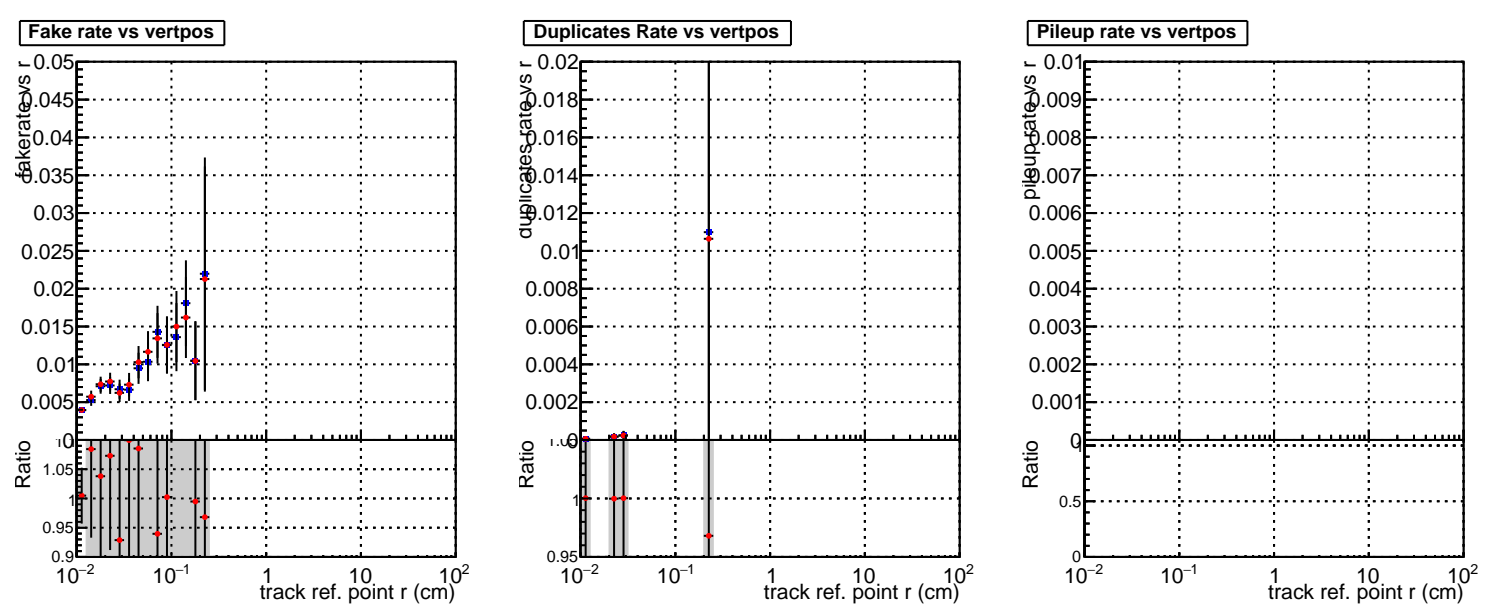 Fake rate vs vertpos
fakerate vs r
0.05
0.045
0.04
0.035
0.03
0.025
0.02
0.015
0.01
0.005
0
Ratio
1.05
1
0.95
0.9
10⁻² 10⁻¹ 1 10 10²
track ref. point r (cm)
Duplicates Rate vs vertpos
duplicates rate vs r
0.02
0.018
0.016
0.014
0.012
0.01
0.008
0.006
0.004
0.002
0
Ratio
1
0.95
10⁻² 10⁻¹ 1 10 10²
track ref. point r (cm)
Pileup rate vs vertpos
pileup rate vs r
0.01
0.009
0.008
0.007
0.006
0.005
0.004
0.003
0.002
0.001
0
Ratio
1
0.5
0
10⁻² 10⁻¹ 1 10 10²
track ref. point r (cm)